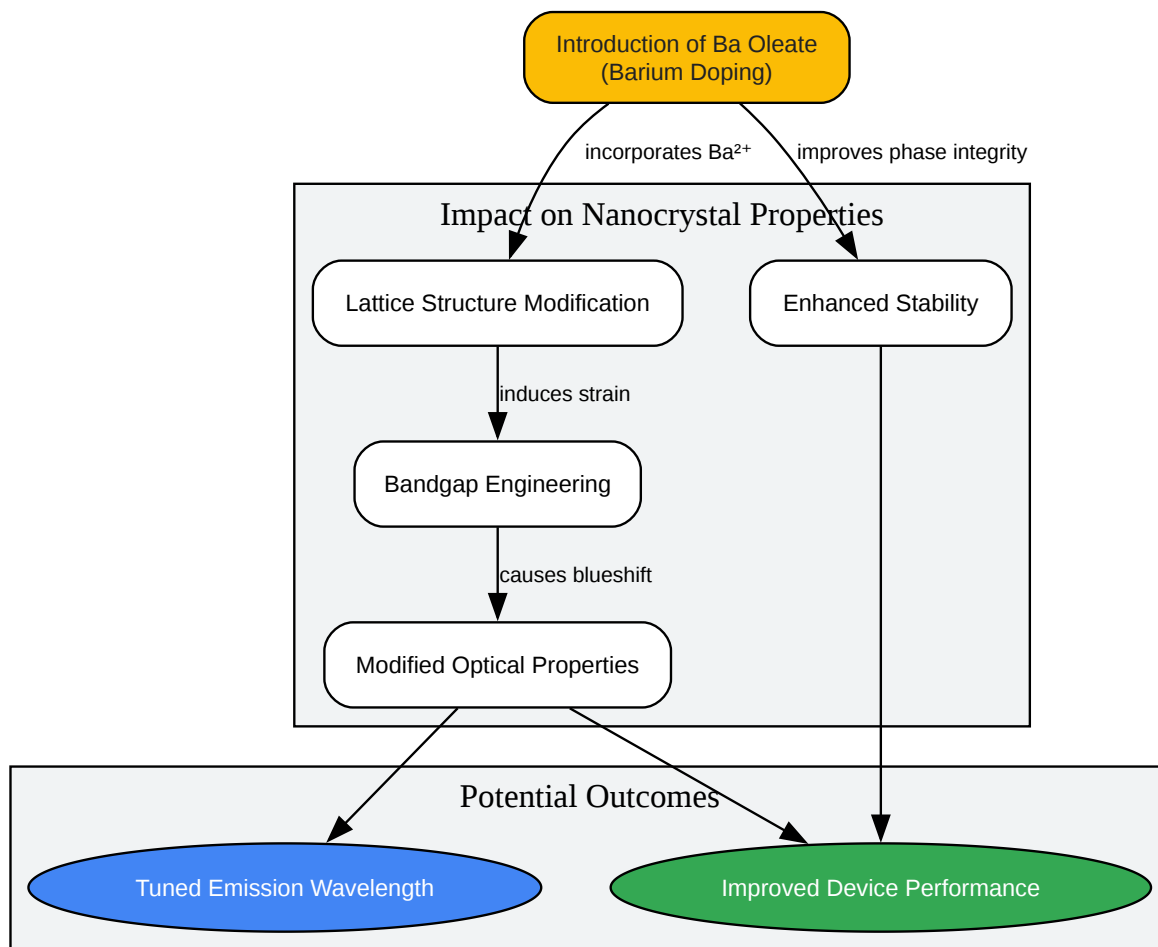 Introduction of Ba Oleate
(Barium Doping)
incorporates Ba²⁺
improves phase integrity
Impact on Nanocrystal Properties
Lattice Structure Modification
Enhanced Stability
induces strain
Bandgap Engineering
causes blueshift
Modified Optical Properties
Potential Outcomes
Tuned Emission Wavelength
Improved Device Performance